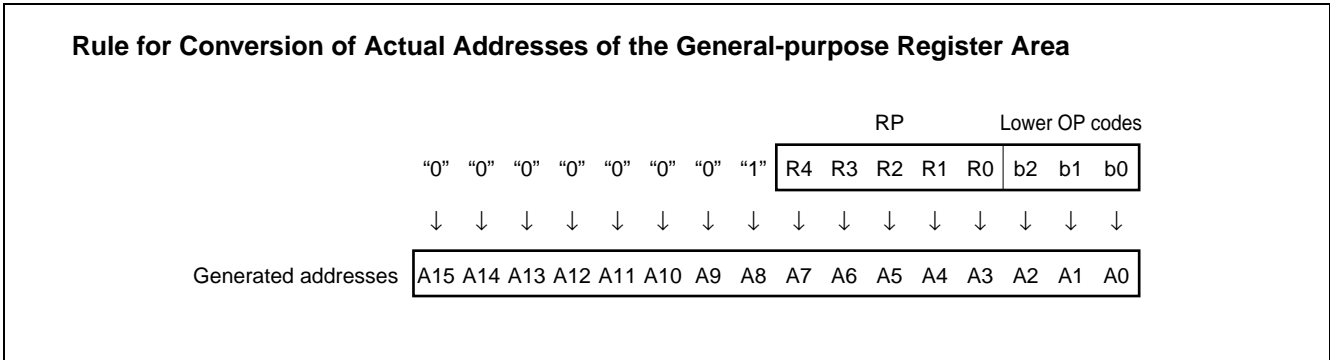 Rule for Conversion of Actual Addresses of the General-purpose Register Area
RP Lower OP codes
“0” “0” “0” “0” “0” “0” “0” “1” R4 R3 R2 R1 R0 b2 b1 b0
↓ ↓ ↓ ↓ ↓ ↓ ↓ ↓ ↓ ↓ ↓ ↓ ↓ ↓ ↓ ↓
Generated addresses A15 A14 A13 A12 A11 A10 A9 A8 A7 A6 A5 A4 A3 A2 A1 A0